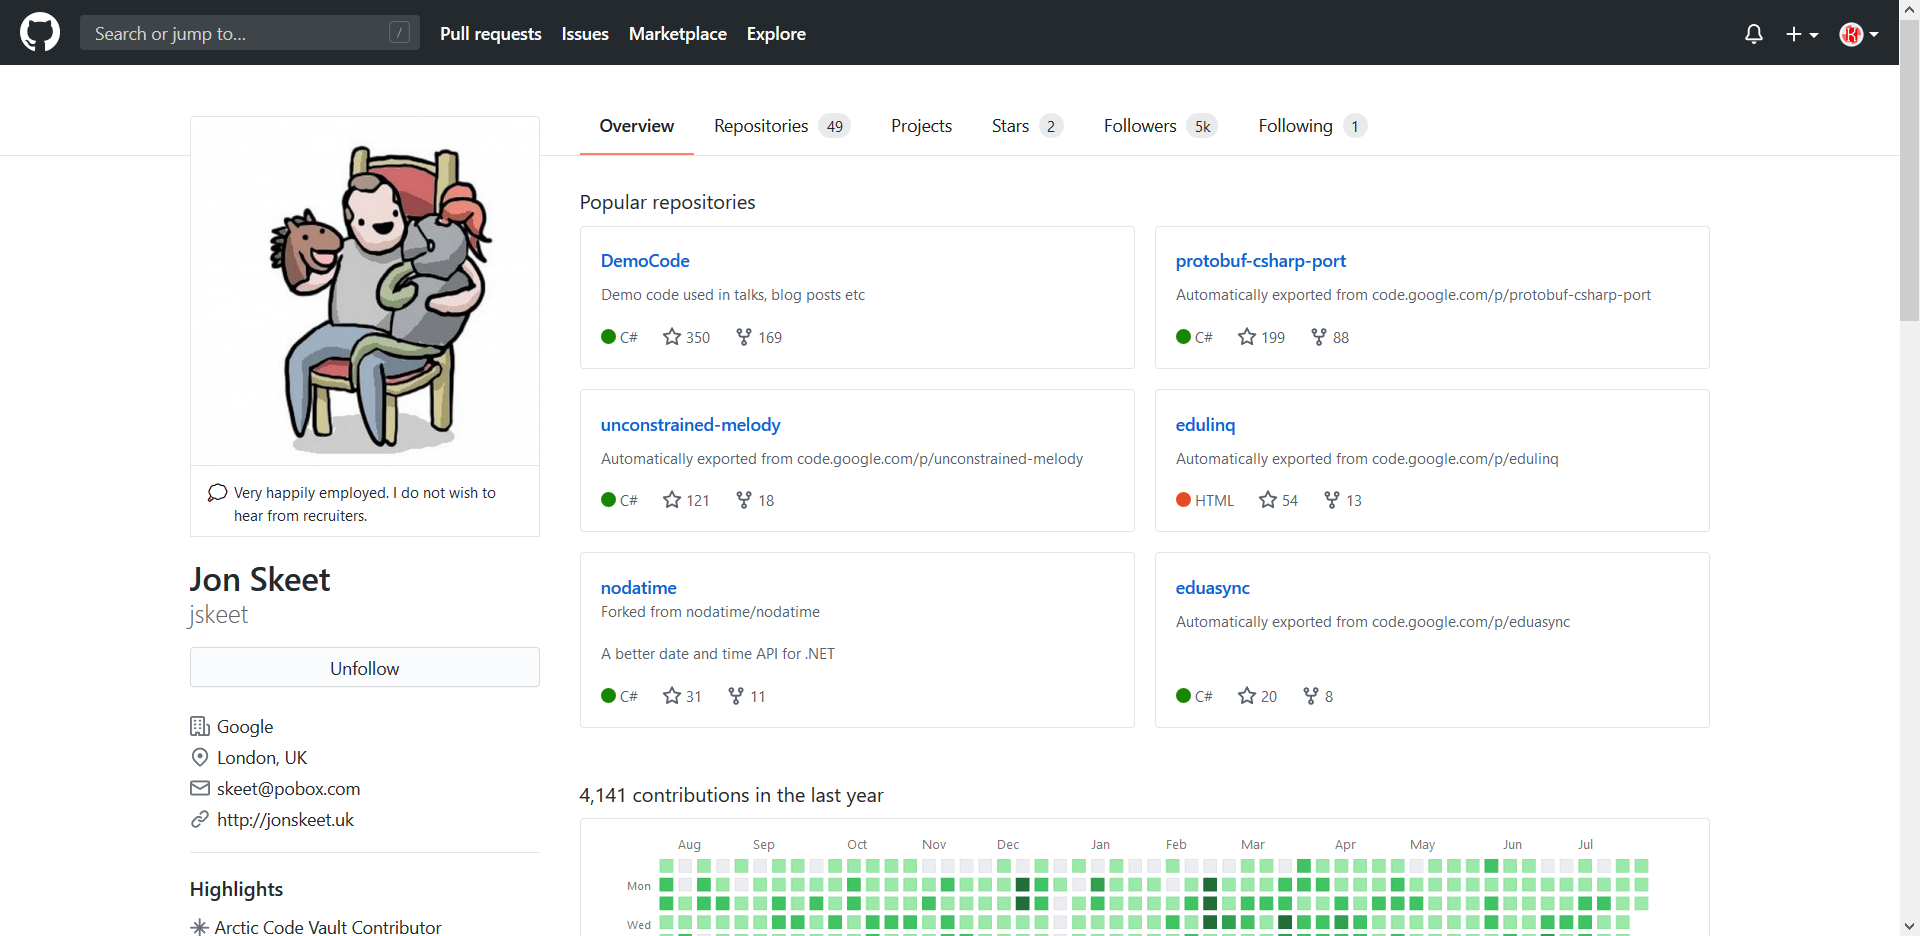 Search or jump to... /
Pull requests Issues Marketplace Explore
Overview Repositories 49 Projects Stars 2 Followers 5k Following 1
Very happily employed. I do not wish to
hear from recruiters.
Jon Skeet
jskeet
Unfollow
Google
London, UK
skeet@pobox.com
http://jonskeet.uk
Highlights
Arctic Code Vault Contributor
Popular repositories
DemoCode
Demo code used in talks, blog posts etc
C# 350 169
protobuf-csharp-port
Automatically exported from code.google.com/p/protobuf-csharp-port
C# 199 88
unconstrained-melody
Automatically exported from code.google.com/p/unconstrained-melody
C# 121 18
edulinq
Automatically exported from code.google.com/p/edulinq
HTML 54 13
nodatime
Forked from nodatime/nodatime
A better date and time API for .NET
C# 31 11
eduasync
Automatically exported from code.google.com/p/eduasync
C# 20 8
4,141 contributions in the last year
Aug Sep Oct Nov Dec Jan Feb Mar Apr May Jun Jul
Mon
Wed